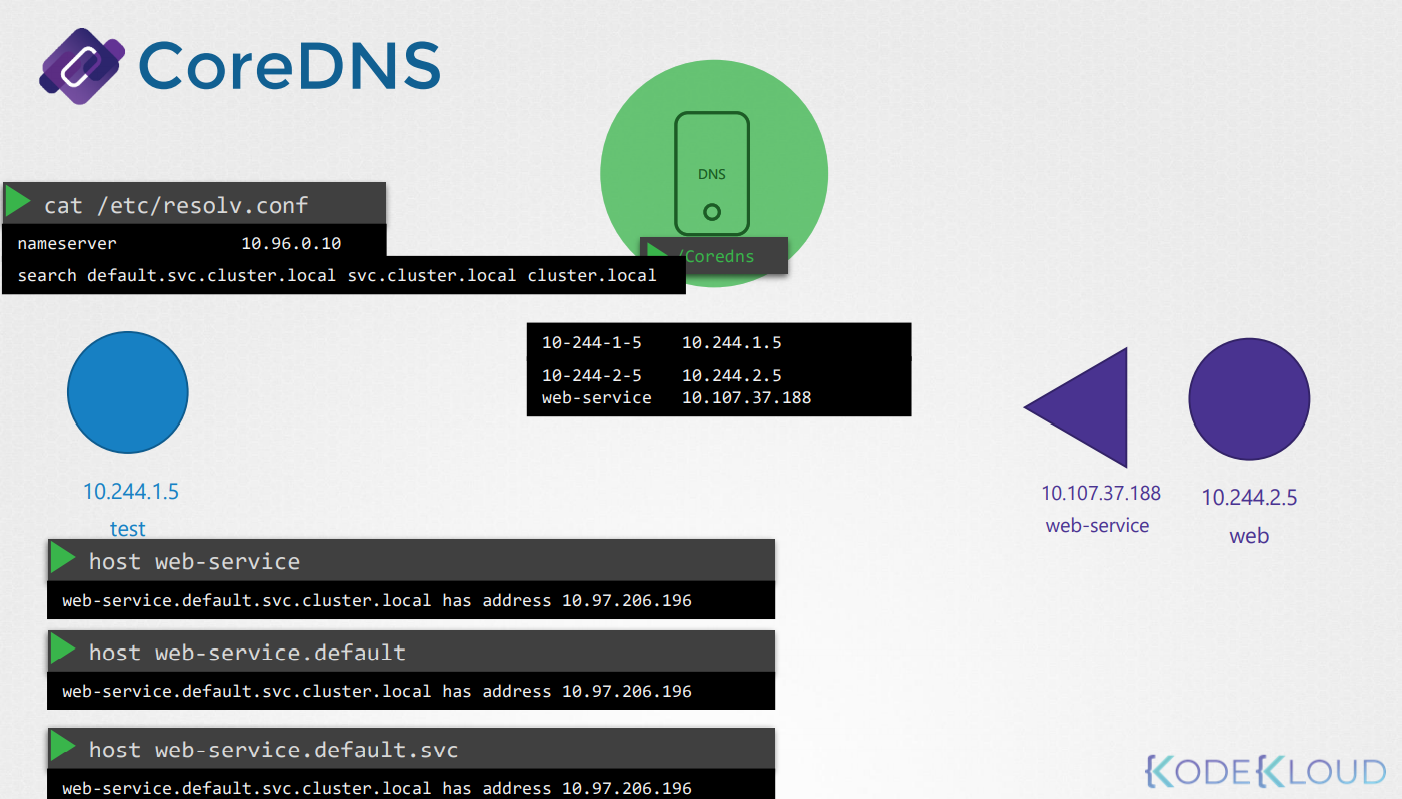 CoreDNS
DNS
/Coredns
cat /etc/resolv.conf
nameserver 10.96.0.10
search default.svc.cluster.local svc.cluster.local cluster.local
10-244-1-5 10.244.1.5
10-244-2-5 10.244.2.5
web-service 10.107.37.188
10.244.1.5
test
10.107.37.188
web-service
10.244.2.5
web
host web-service
web-service.default.svc.cluster.local has address 10.97.206.196
host web-service.default
web-service.default.svc.cluster.local has address 10.97.206.196
host web-service.default.svc
web-service.default.svc.cluster.local has address 10.97.206.196
KODEKLOUD